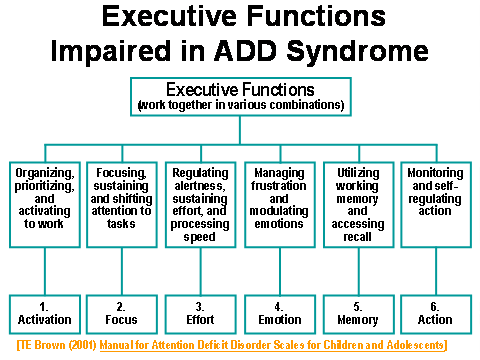 Executive Functions
Impaired in ADD Syndrome
Executive Functions
(work together in various combinations)
Organizing,
prioritizing,
and
activating
to work
Focusing,
sustaining
and shifting
attention to
tasks
Regulating
alertness,
sustaining
effort, and
processing
speed
Managing
frustration
and
modulating
emotions
Utilizing
working
memory
and
accessing
recall
Monitoring
and self-
regulating
action
1.
Activation
2.
Focus
3.
Effort
4.
Emotion
5.
Memory
6.
Action
[TE Brown (2001) Manual for Attention Deficit Disorder Scales for Children and Adolescents]